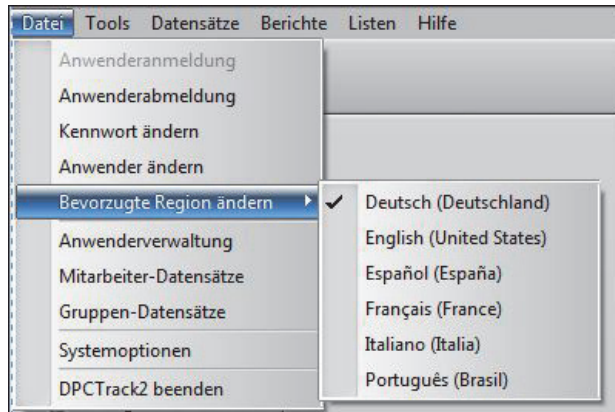 Datei Tools Datensätze Berichte Listen Hilfe
Anwenderanmeldung
Anwenderabmeldung
Kennwort ändern
Anwender ändern
Bevorzugte Region ändern
Deutsch (Deutschland)
English (United States)
Español (España)
Français (France)
Italiano (Italia)
Português (Brasil)
Anwenderverwaltung
Mitarbeiter-Datensätze
Gruppen-Datensätze
Systemoptionen
DPCTrack2 beenden